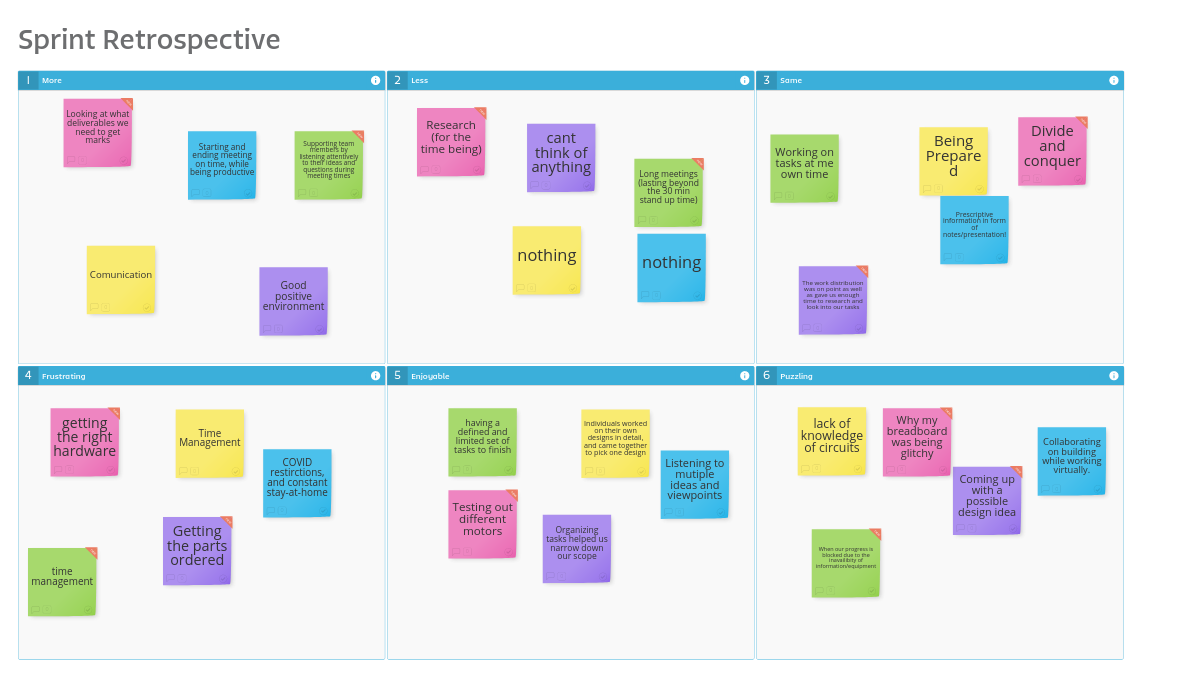 Sprint Retrospective
1 More
Looking at what
deliverables we
need to get
marks
Starting and
ending meeting
on time, while
being productive
Supporting team
members by
listening attentively
to their ideas and
questions during
meeting times
Comunication
Good
positive
environment
2 Less
Research
(for the
time being)
cant
think of
anything
Long meetings
(lasting beyond
the 30 min
stand up time)
nothing
nothing
3 Same
Working on
tasks at me
own time
Being
Prepare
d
Divide
and
conquer
Prescriptive
information in form
of
notes/presentation!
The work distribution
was on point as well
as gave us enough
time to research and
look into our tasks
4 Frustrating
getting
the right
hardware
Time
Management
COVID
restirctions,
and constant
stay-at-home
Getting
the parts
ordered
time
management
5 Enjoyable
having a
defined and
limited set of
tasks to finish
Individuals worked
on their own
designs in detail,
and came together
to pick one design
Listening to
mutiple
ideas and
viewpoints
Testing out
different
motors
Organizing
tasks helped us
narrow down
our scope
6 Puzzling
lack of
knowledge
of circuits
Why my
breadboard
was being
glitchy
Collaborating
on building
while working
virtually.
Coming up
with a
possible
design idea
When our progress is
blocked due to the
inavailibity of
information/equipment